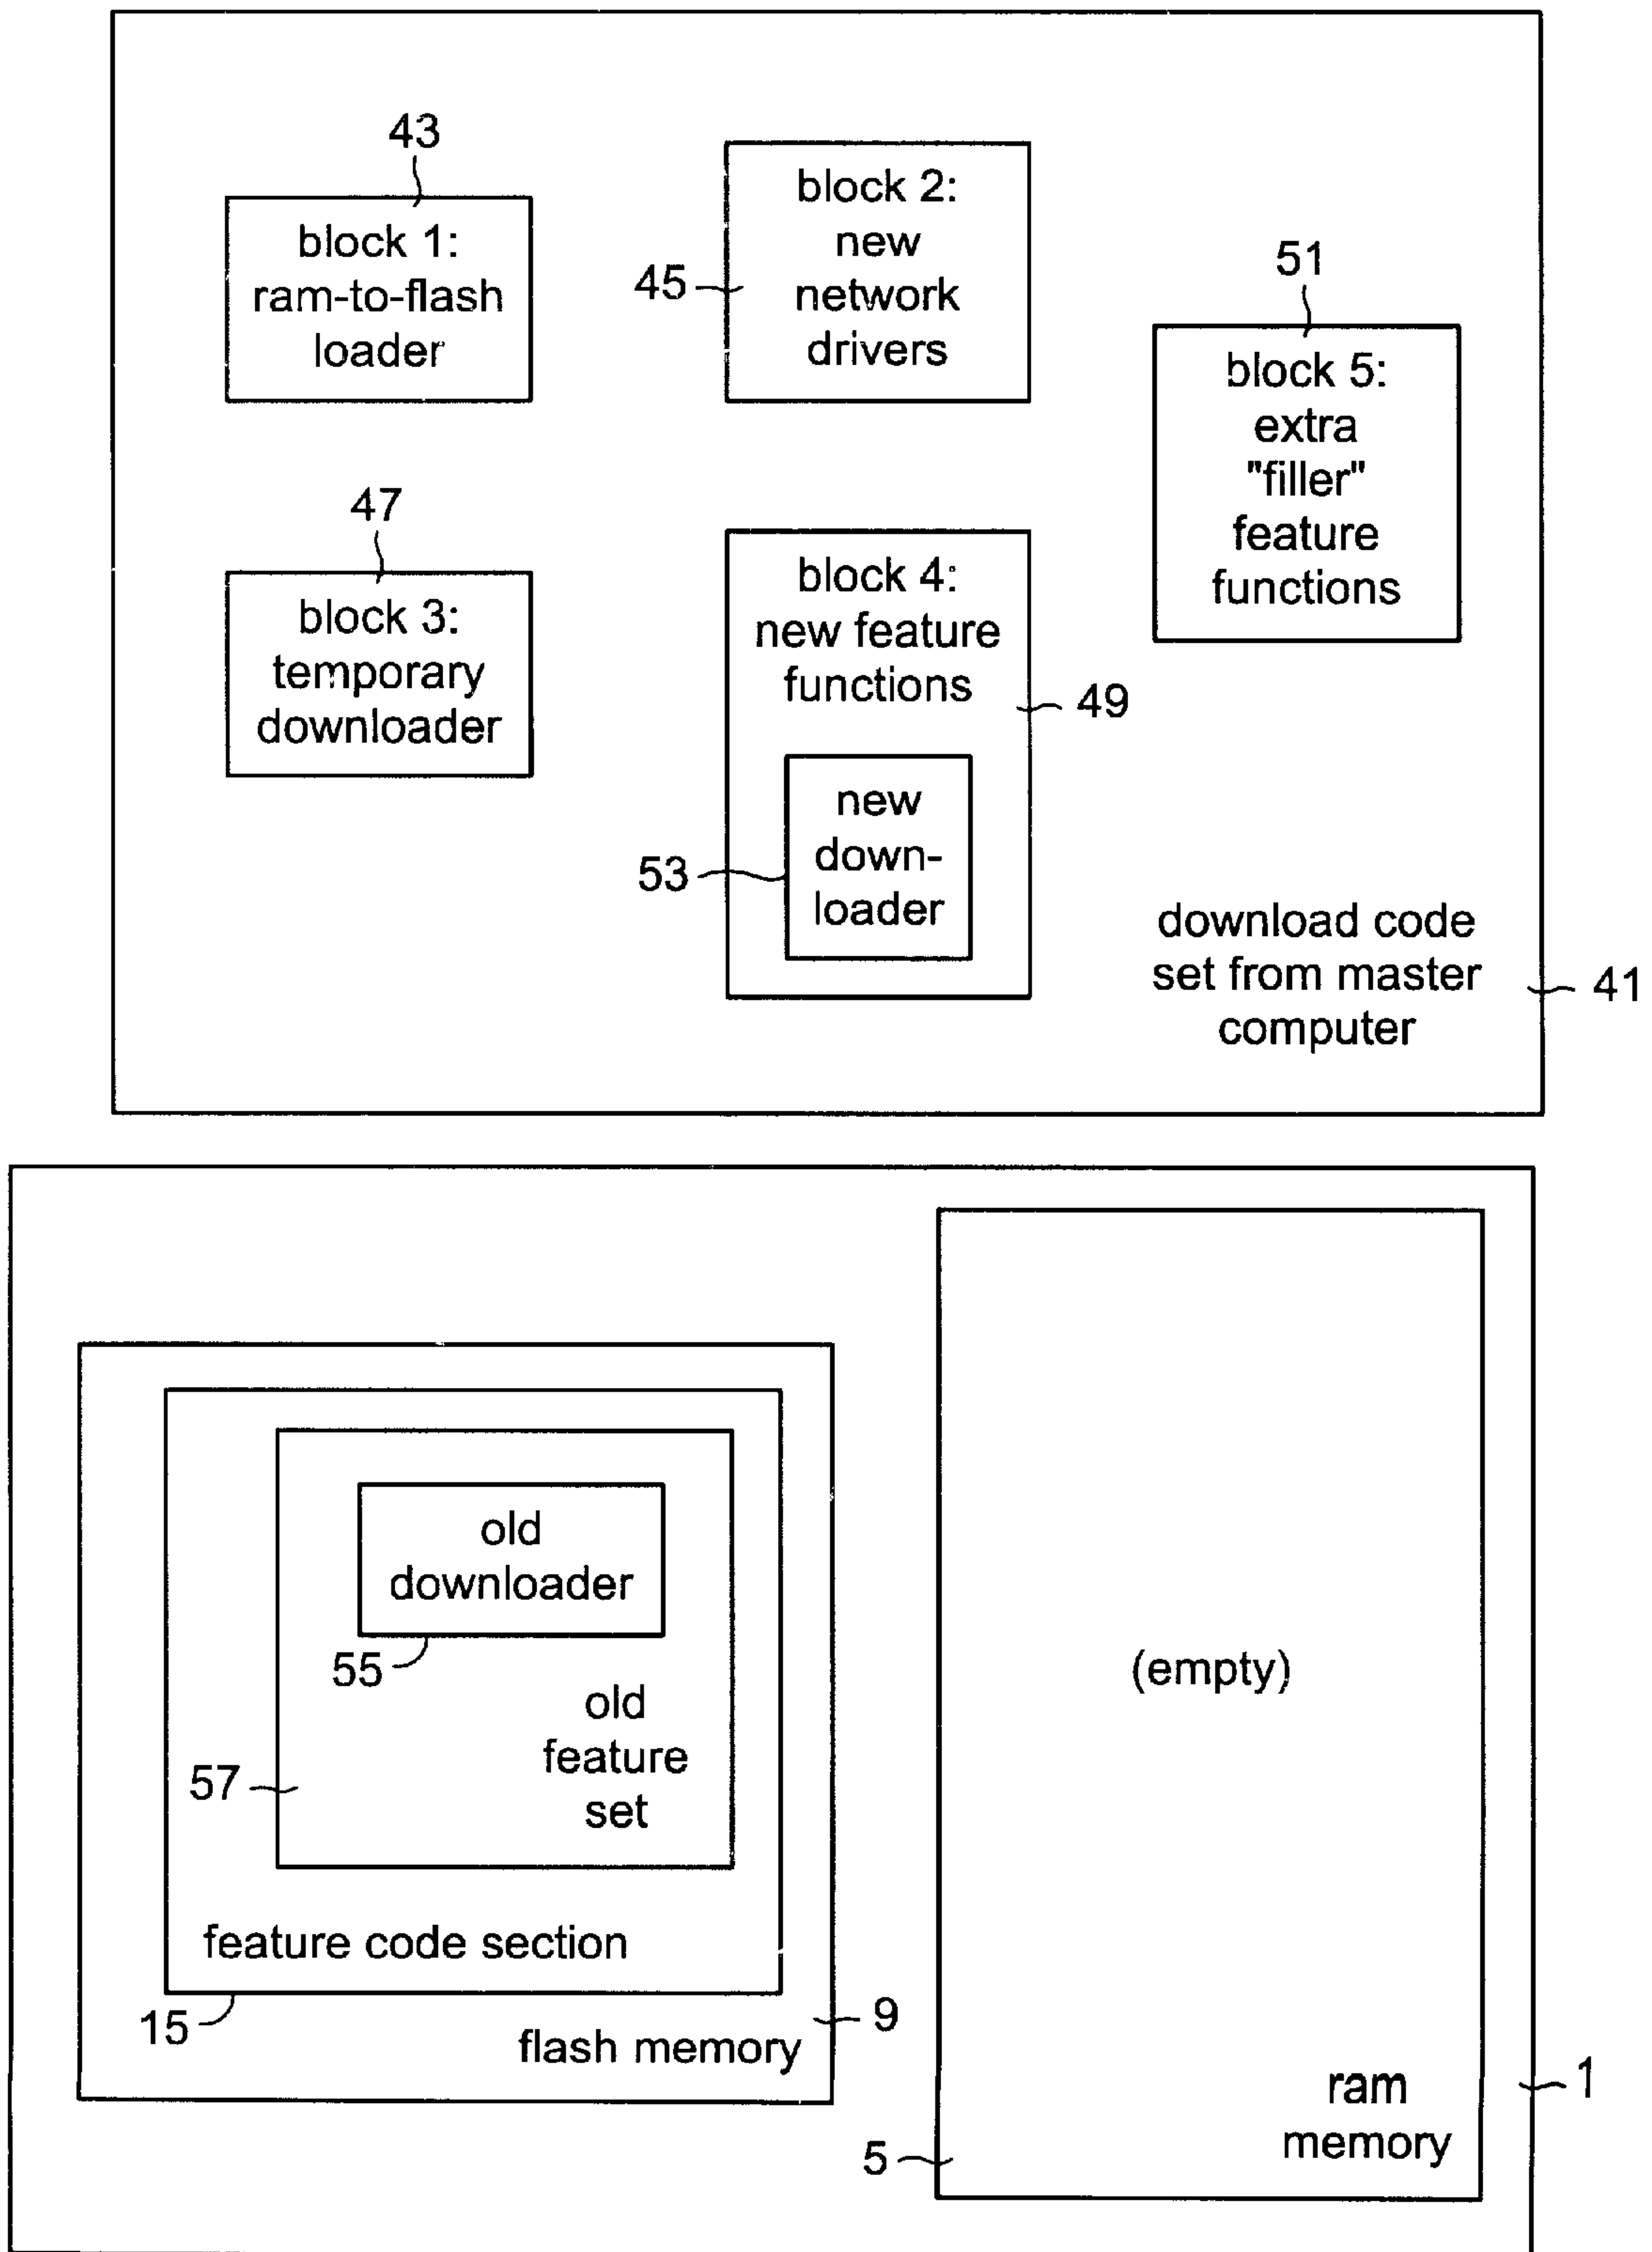 43
block 1:
ram-to-flash
loader
45
block 2:
new
network
drivers
51
block 5:
extra
"filler"
feature
functions
47
block 3:
temporary
downloader
block 4:
new feature
functions
49
53
new
down-
loader
download code
set from master
computer
41
old
downloader
55
old
feature
set
57
feature code section
15
flash memory
9
(empty)
ram
memory
5
1